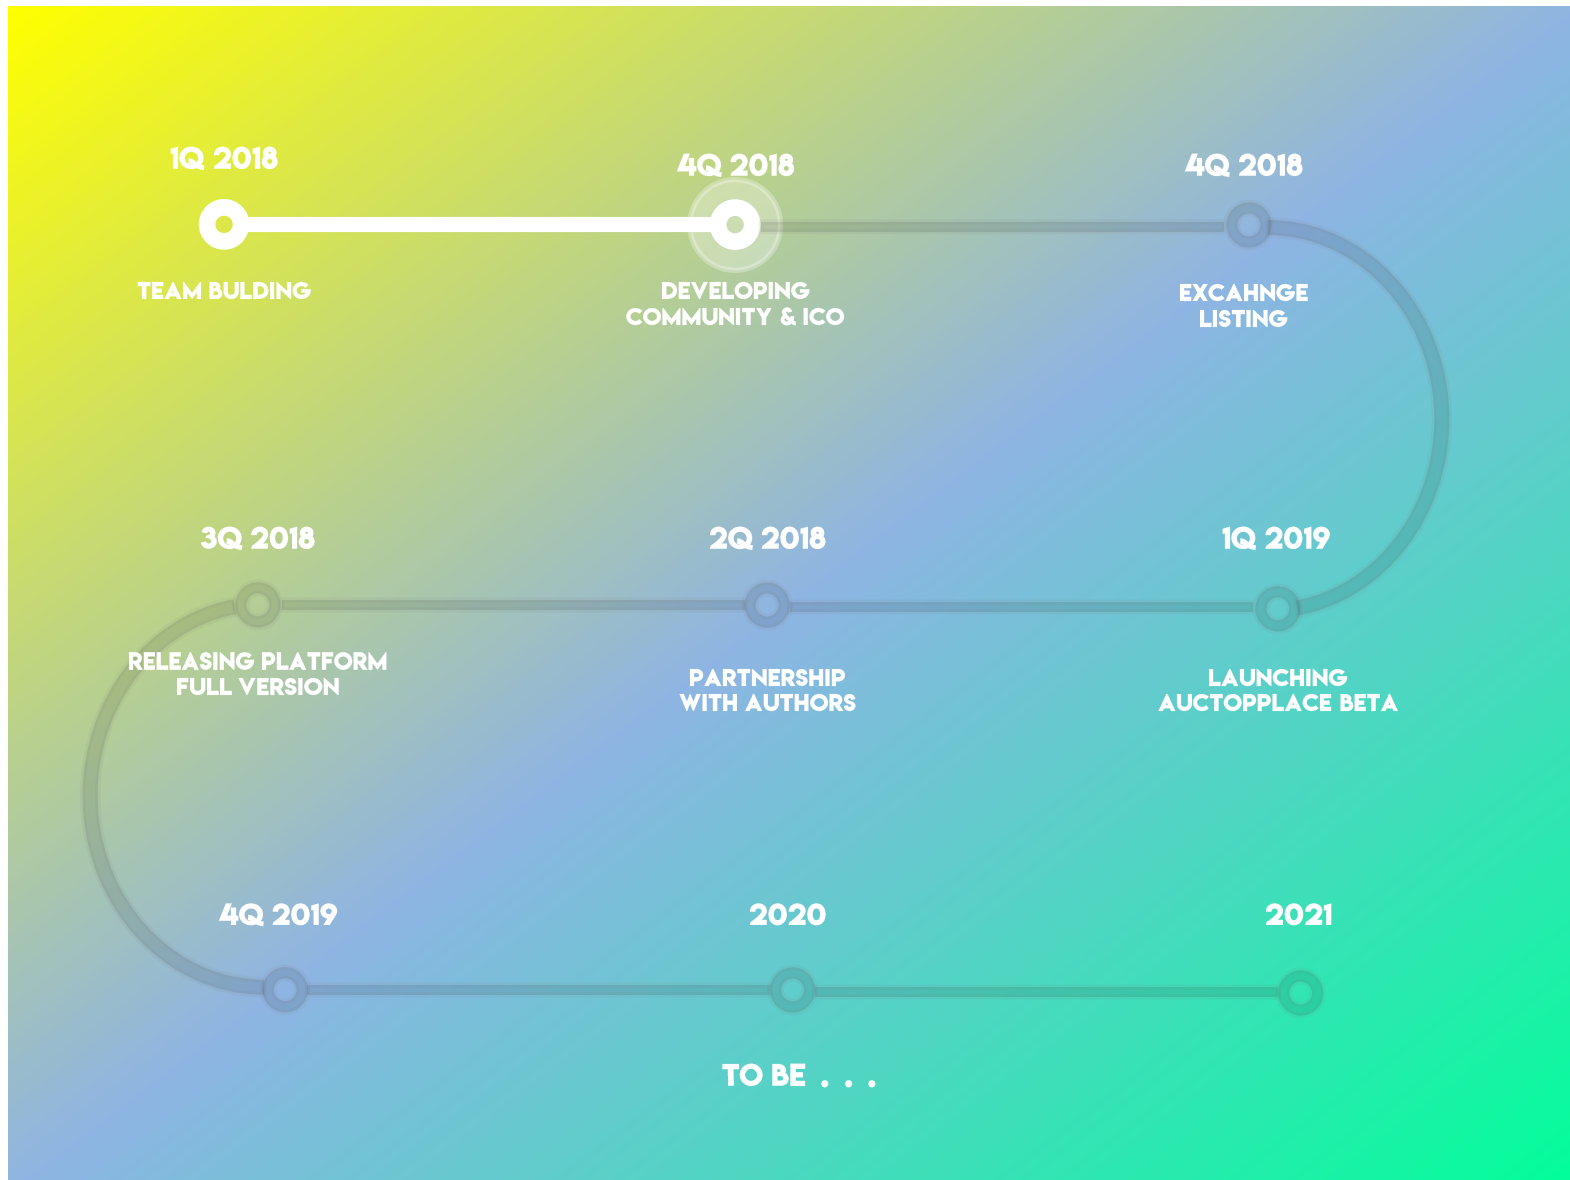 1Q 2018
4Q 2018
4Q 2018
TEAM BULDING
DEVELOPING
COMMUNITY & ICO
EXCAHNGE
LISTING
3Q 2018
2Q 2018
1Q 2019
RELEASING PLATFORM
FULL VERSION
PARTNERSHIP
WITH AUTHORS
LAUNCHING
AUCTOPPLACE BETA
4Q 2019
2020
2021
TO BE . . .